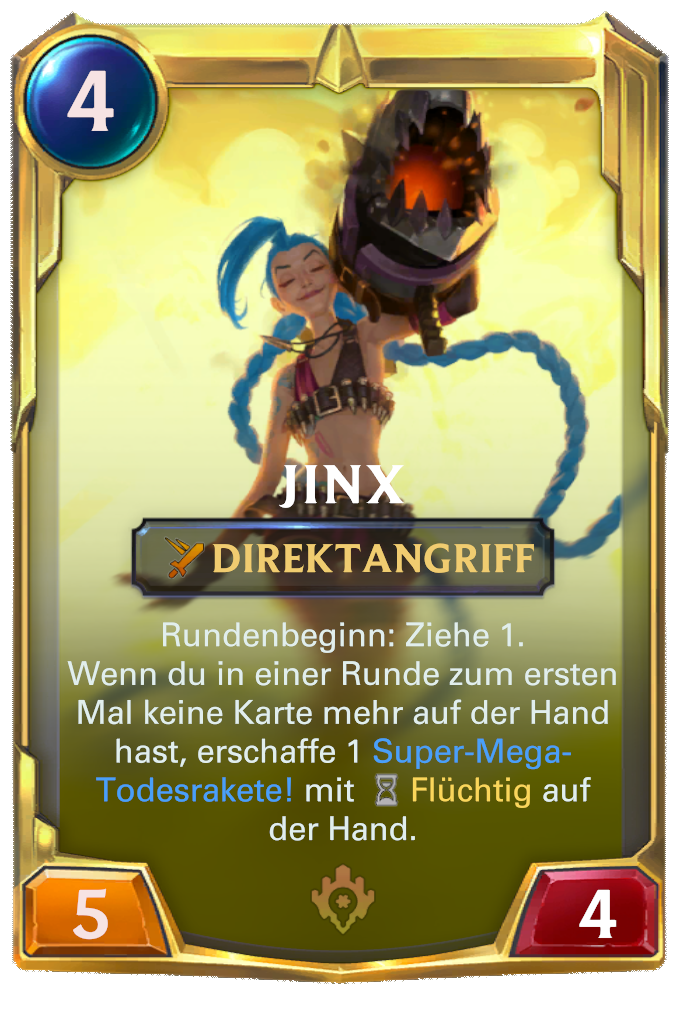 4
JINX
DIREKTANGRIFF
Rundenbeginn: Ziehe 1.
Wenn du in einer Runde zum ersten
Mal keine Karte mehr auf der Hand
hast, erschaffe 1 Super-Mega-
Todesrakete! mit Flüchtig auf
der Hand.
5
4